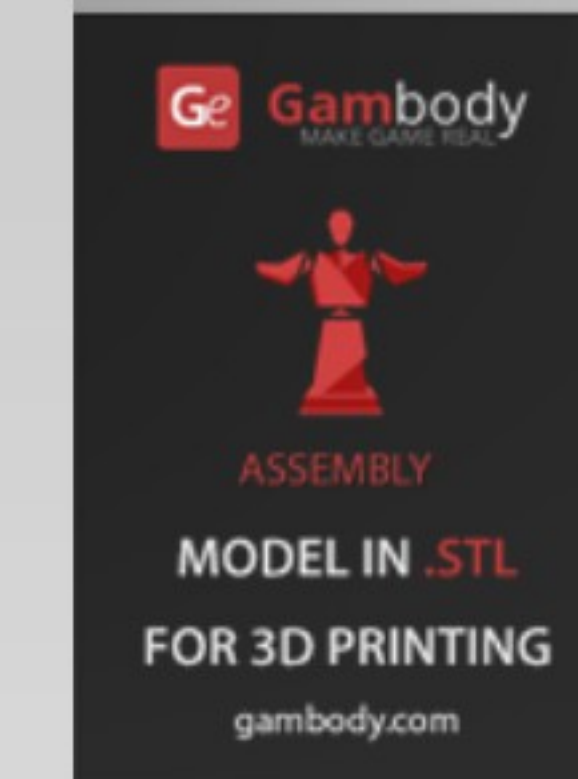 Ge Gambody
MAKE GAME REAL
ASSEMBLY
MODEL IN .STL
FOR 3D PRINTING
gambody.com